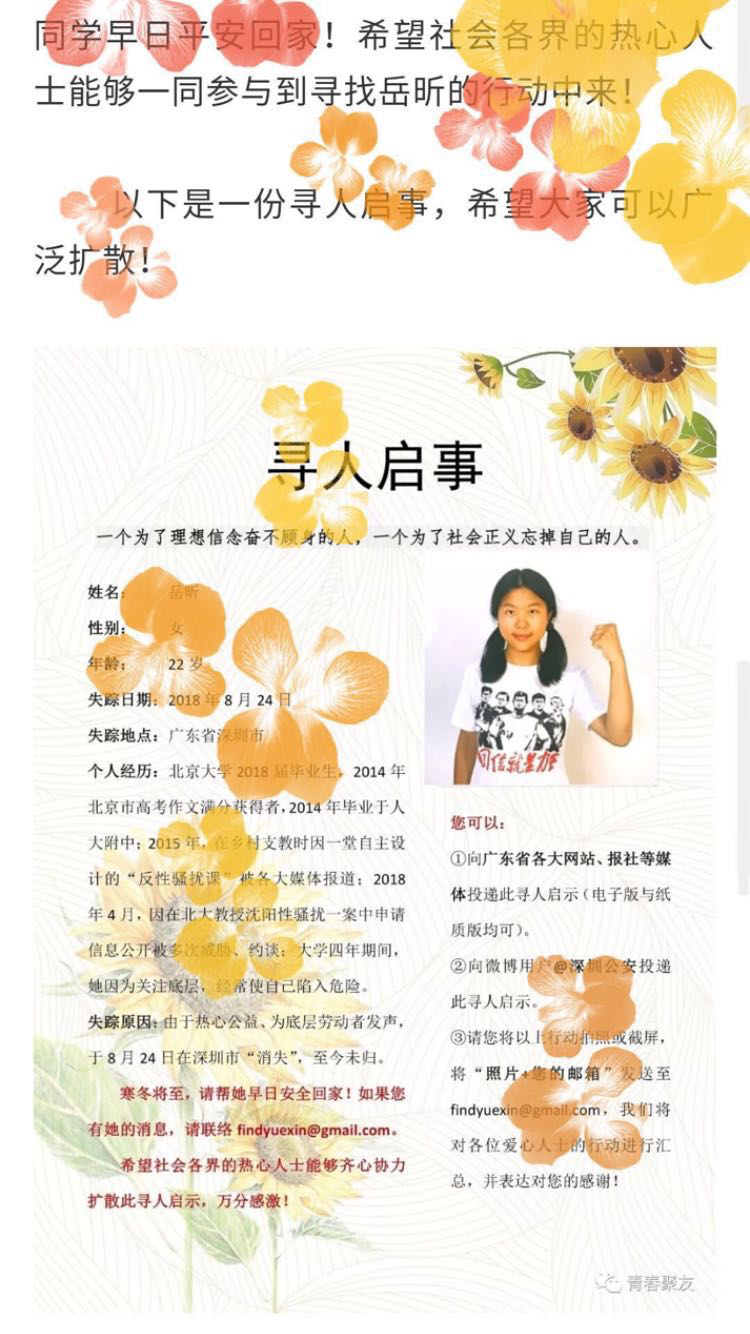 同学早日平安回家！希望社会各界的热心人
士能够一同参与到寻找岳昕的行动中来！
以下是一份寻人启事，希望大家可以广
泛扩散！
寻人启事
一个为了理想信念奋不顾身的人，一个为了社会正义忘掉自己的人。
姓名：岳昕
性别：女
年龄：22 岁
失踪日期：2018 年 8 月 24 日
失踪地点：广东省深圳市
个人经历：北京大学 2018 届毕业生，2014 年
北京市高考作文满分获得者，2014 年毕业于人
大附中；2015 年，在乡村支教时因一堂自主设
计的“反性骚扰课”被各大媒体报道；2018
年 4 月，因在北大教授沈阳性骚扰一案中申请
信息公开被多次威胁、约谈；大学四年期间，
她因为关注底层，经常使自己陷入危险。
失踪原因：由于热心公益、为底层劳动者发声，
于 8 月 24 日在深圳市“消失”，至今未归。
寒冬将至，请帮她早日安全回家！如果您
有她的消息，请联络 findyuexin@gmail.com。
希望社会各界的热心人士能够齐心协力
扩散此寻人启示，万分感激！
团结就是力量
您可以：
①向广东省各大网站、报社等媒
体投递此寻人启示（电子版与纸
质版均可）。
②向微博用户@深圳公安投递
此寻人启示。
③请您将以上行动拍照或截屏，
将“照片+您的邮箱”发送至
findyuexin@gmail.com，我们将
对各位爱心人士的行动进行汇
总，并表达对您的感谢！
青春聚友